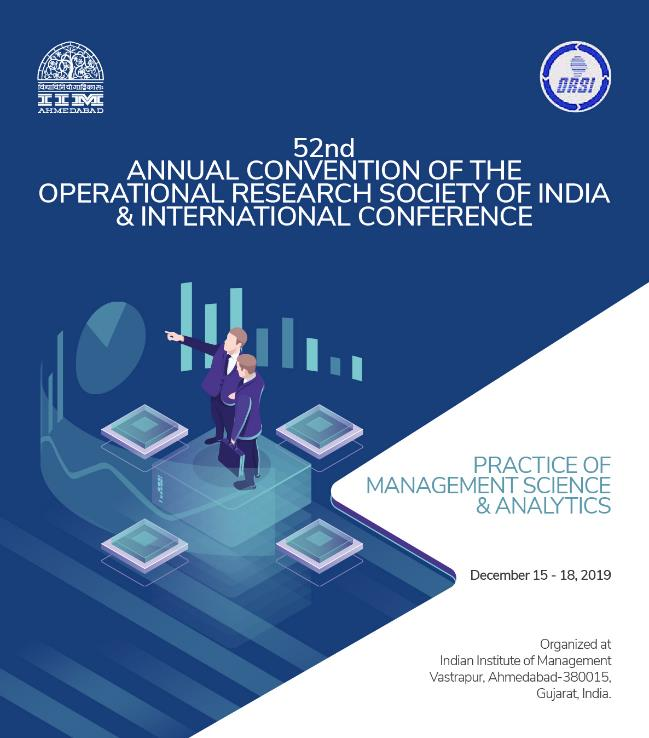 विद्याविनियोगाद्विकासः
IIM
AHMEDABAD
ORSI
52nd
ANNUAL CONVENTION OF THE
OPERATIONAL RESEARCH SOCIETY OF INDIA
& INTERNATIONAL CONFERENCE
PRACTICE OF
MANAGEMENT SCIENCE
& ANALYTICS
December 15 - 18, 2019
Organized at
Indian Institute of Management
Vastrapur, Ahmedabad-380015,
Gujarat, India.